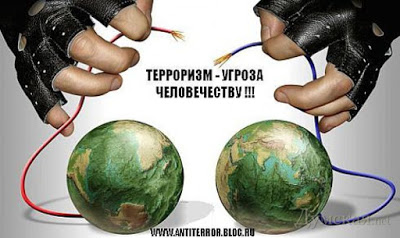 ТЕРРОРИЗМ - УГРОЗА
ЧЕЛОВЕЧЕСТВУ !!!
WWW.ANTITERROR.BLOG.RU